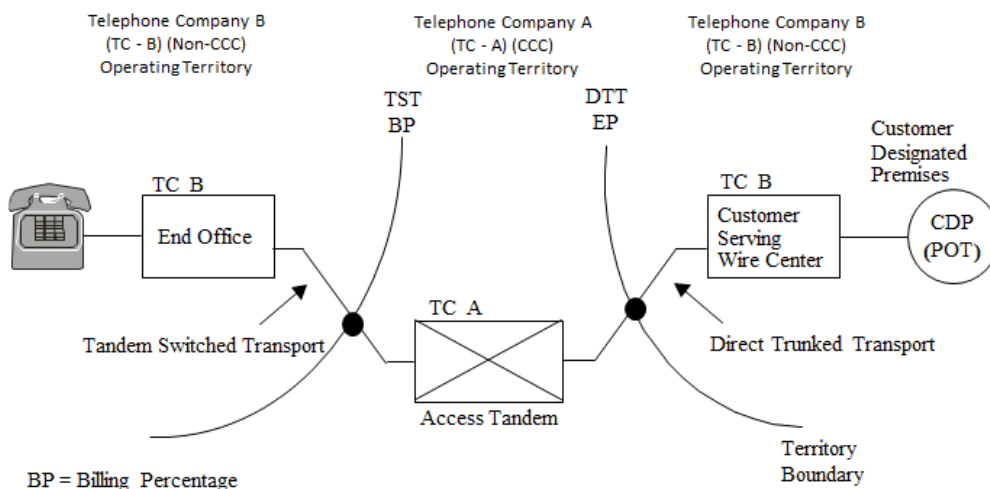 Telephone Company B
(TC - B) (Non-CCC)
Operating Territory
Telephone Company A
(TC - A) (CCC)
Operating Territory
Telephone Company B
(TC - B) (Non-CCC)
Operating Territory
TST
BP
DTT
EP
Customer
Designated
Premises
TC B
End Office
TC B
Customer
Serving
Wire Center
CDP
(POT)
TC A
Tandem Switched Transport
Direct Trunked Transport
Access Tandem
Territory
Boundary
BP = Billing Percentage